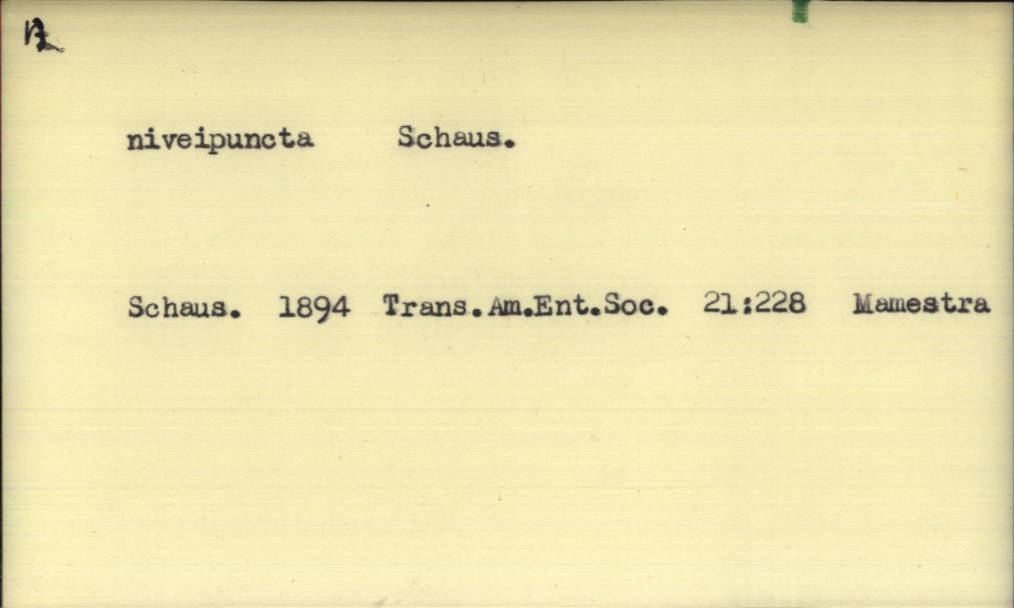 niveipuncta Schaus.
Schaus. 1894 Trans.Am.Ent.Soc. 21:228 Mamestra